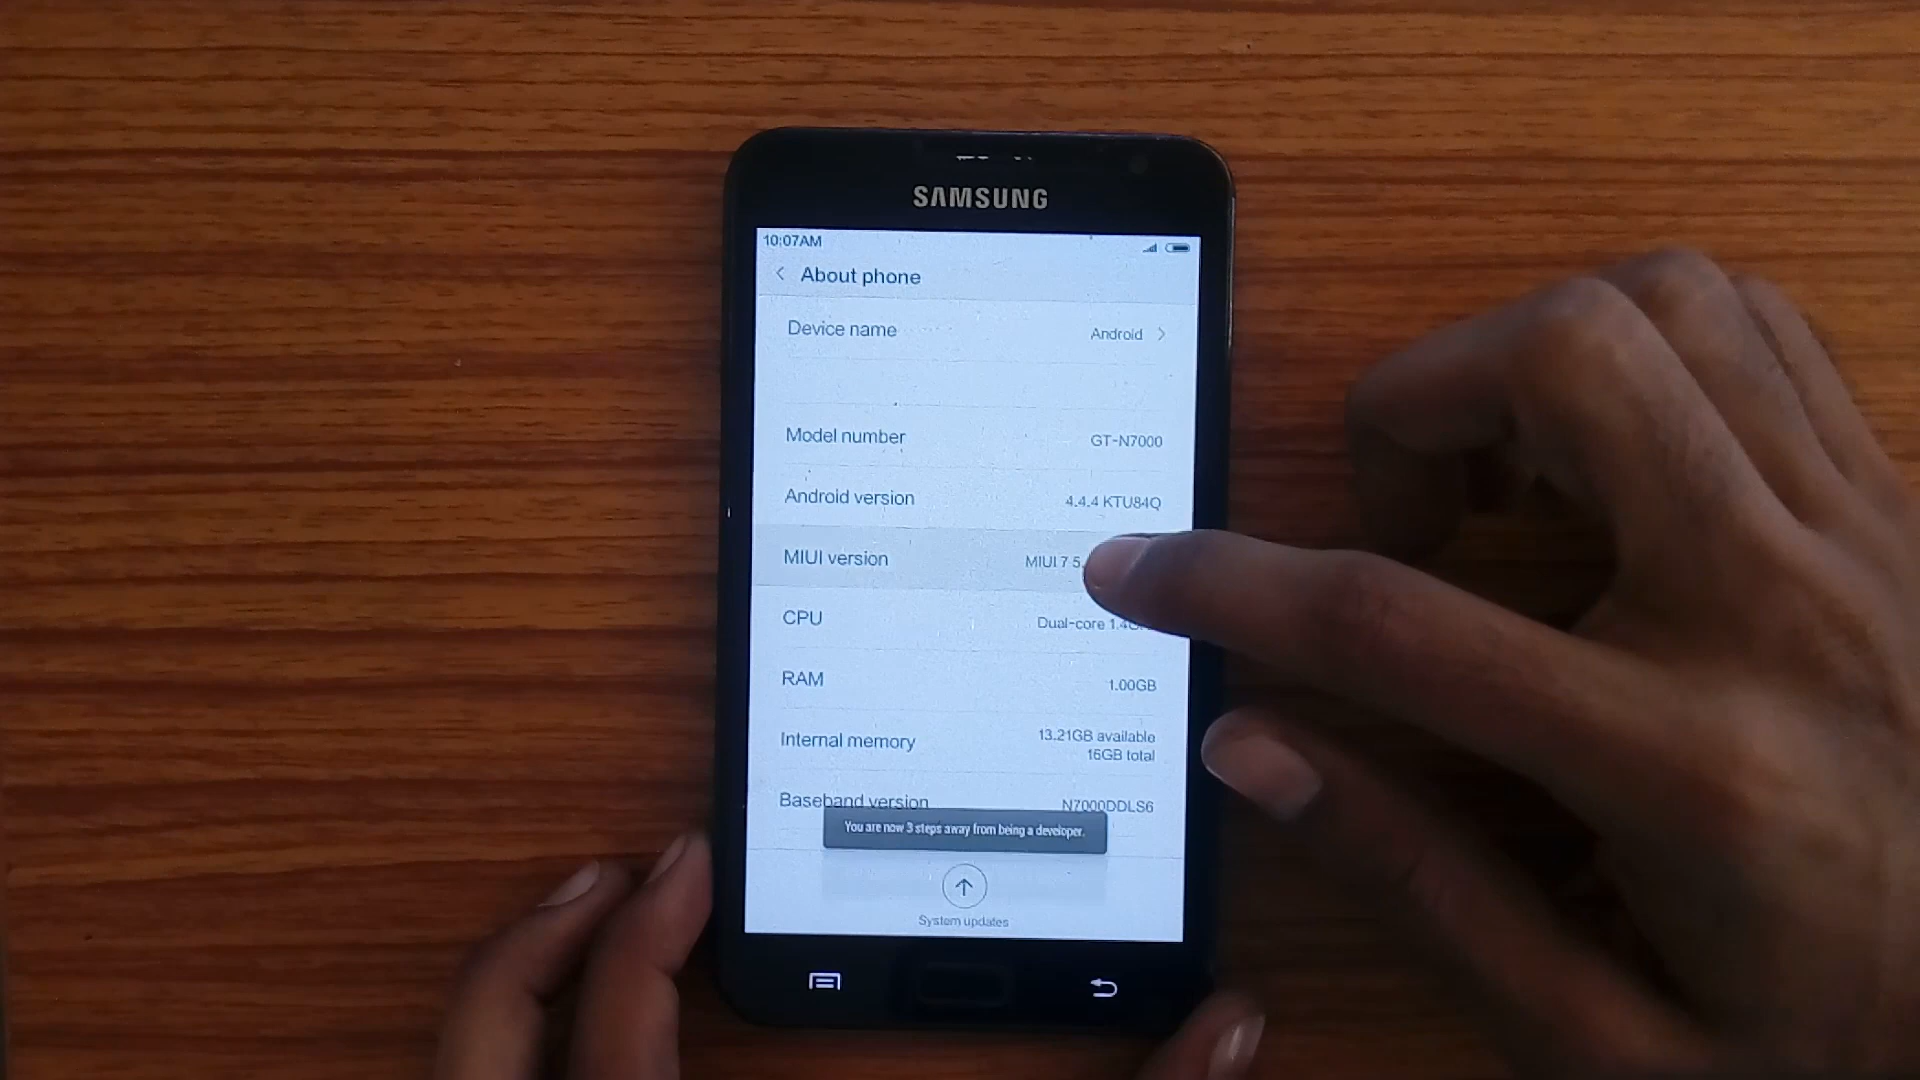 SAMSUNG
10:07AM
About phone
Device name Android
Model number GT-N7000
Android version 4.4.4 KTU84Q
MIUI version MIUI 7 5.
CPU Dual-core 1.4
RAM 1.00GB
Internal memory 13.21GB available
16GB total
Baseband version N7000DDLS6
You are now 3 steps away from being a developer.
System updates